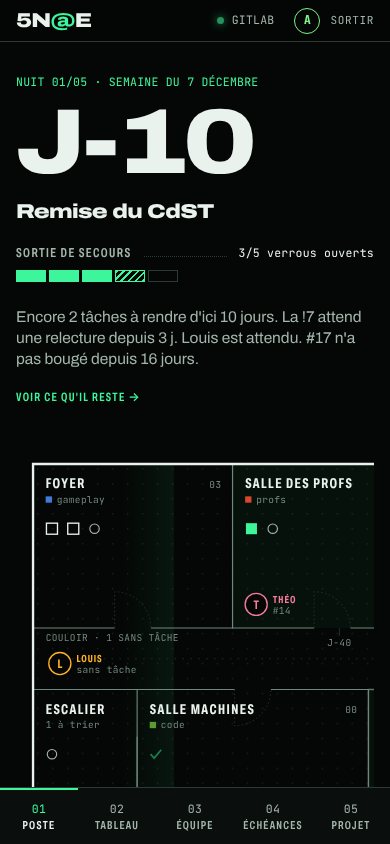 5N@E
GITLAB
A
SORTIR
NUIT 01/05 · SEMAINE DU 7 DÉCEMBRE
J-10
Remise du CdST
SORTIE DE SECOURS
3/5 verrous ouverts
Encore 2 tâches à rendre d'ici 10 jours. La !7 attend
une relecture depuis 3 j. Louis est attendu. #17 n'a
pas bougé depuis 16 jours.
VOIR CE QU'IL RESTE →
FOYER
03
gameplay
SALLE DES PROFS
profs
T
THÉO
#14
COULOIR · 1 SANS TÂCHE
J-40
L
LOUIS
sans tâche
ESCALIER
1 à trier
SALLE MACHINES
00
code
01
POSTE
02
TABLEAU
03
ÉQUIPE
04
ÉCHÉANCES
05
PROJET